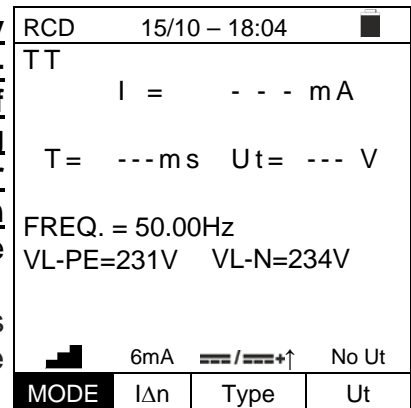 RCD 15/10 – 18:04
TT
I = - - - mA
T= ---ms Ut= --- V
FREQ. = 50.00Hz
VL-PE=231V VL-N=234V
6mA / +↑ No Ut
MODE IΔn Type Ut